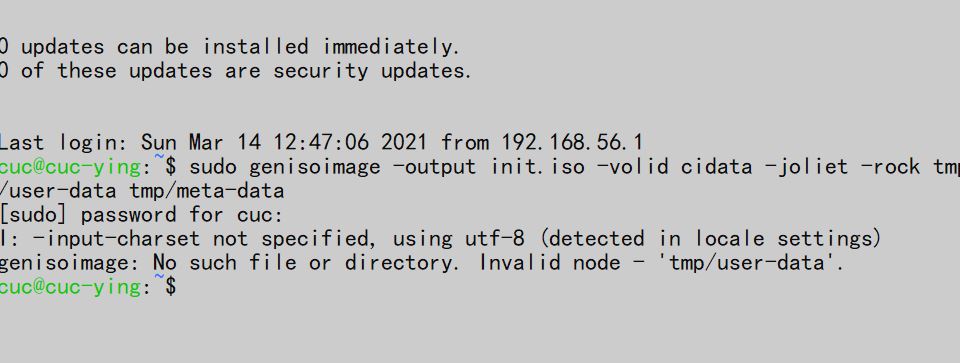 0 updates can be installed immediately.
0 of these updates are security updates.
Last login: Sun Mar 14 12:47:06 2021 from 192.168.56.1
cuc@cuc-ying:~$ sudo genisoimage -output init.iso -volid cidata -joliet -rock tmp
/user-data tmp/meta-data
[sudo] password for cuc:
I: -input-charset not specified, using utf-8 (detected in locale settings)
genisoimage: No such file or directory. Invalid node - 'tmp/user-data'.
cuc@cuc-ying:~$